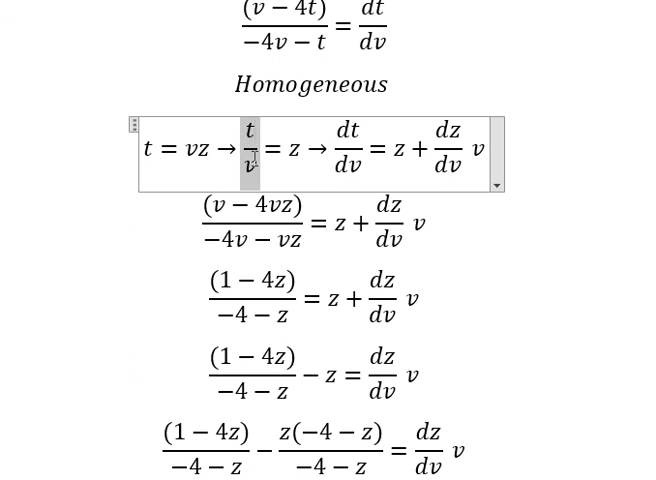 (v − 4t)/(−4v − t) = dt/dv
Homogeneous
t = vz → t/v = z → dt/dv = z + dz/dv v
(v − 4vz)/(−4v − vz) = z + dz/dv v
(1 − 4z)/(−4 − z) = z + dz/dv v
(1 − 4z)/(−4 − z) − z = dz/dv v
(1 − 4z)/(−4 − z) − z(−4 − z)/(−4 − z) = dz/dv v